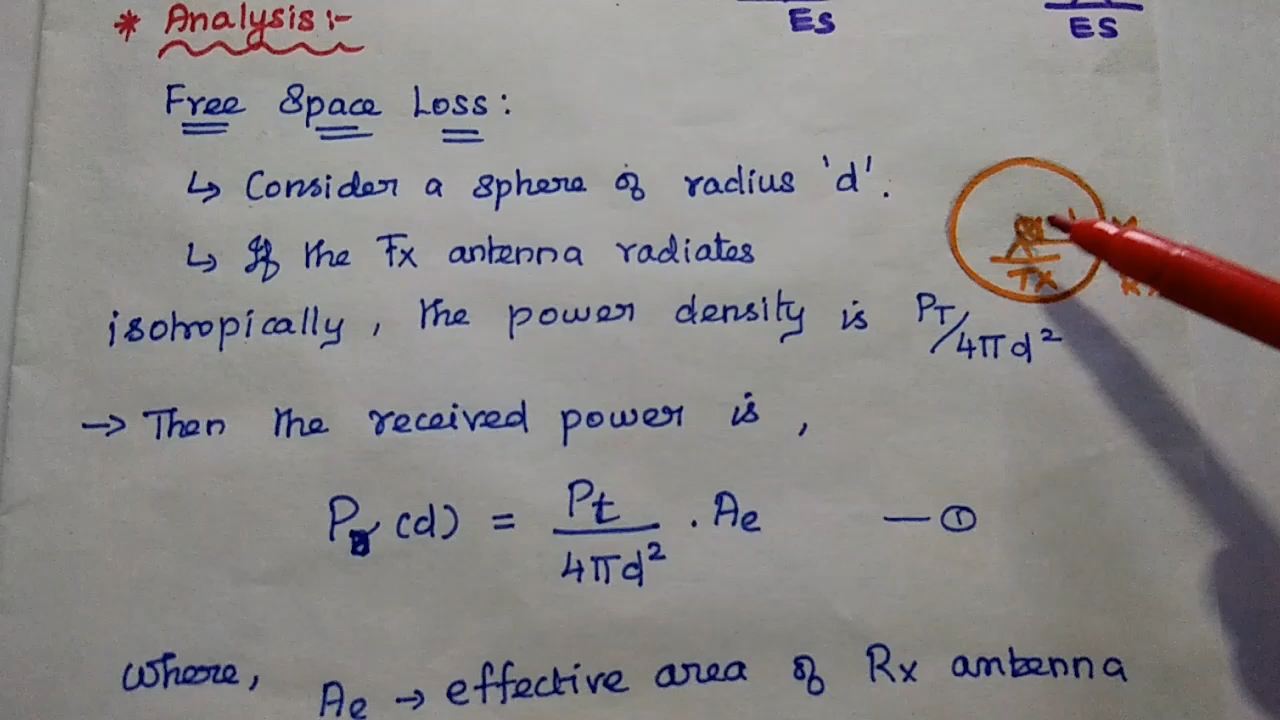 ES ES
* Analysis :-
Free Space Loss :
↳ Consider a sphere of radius 'd'.
↳ If the Tx antenna radiates
Tx
isotropically, the power density is PT/4πd²
→ Then the received power is,
Pr (d) = Pt / 4πd² . Ae — ①
where, Ae → effective area of Rx antenna